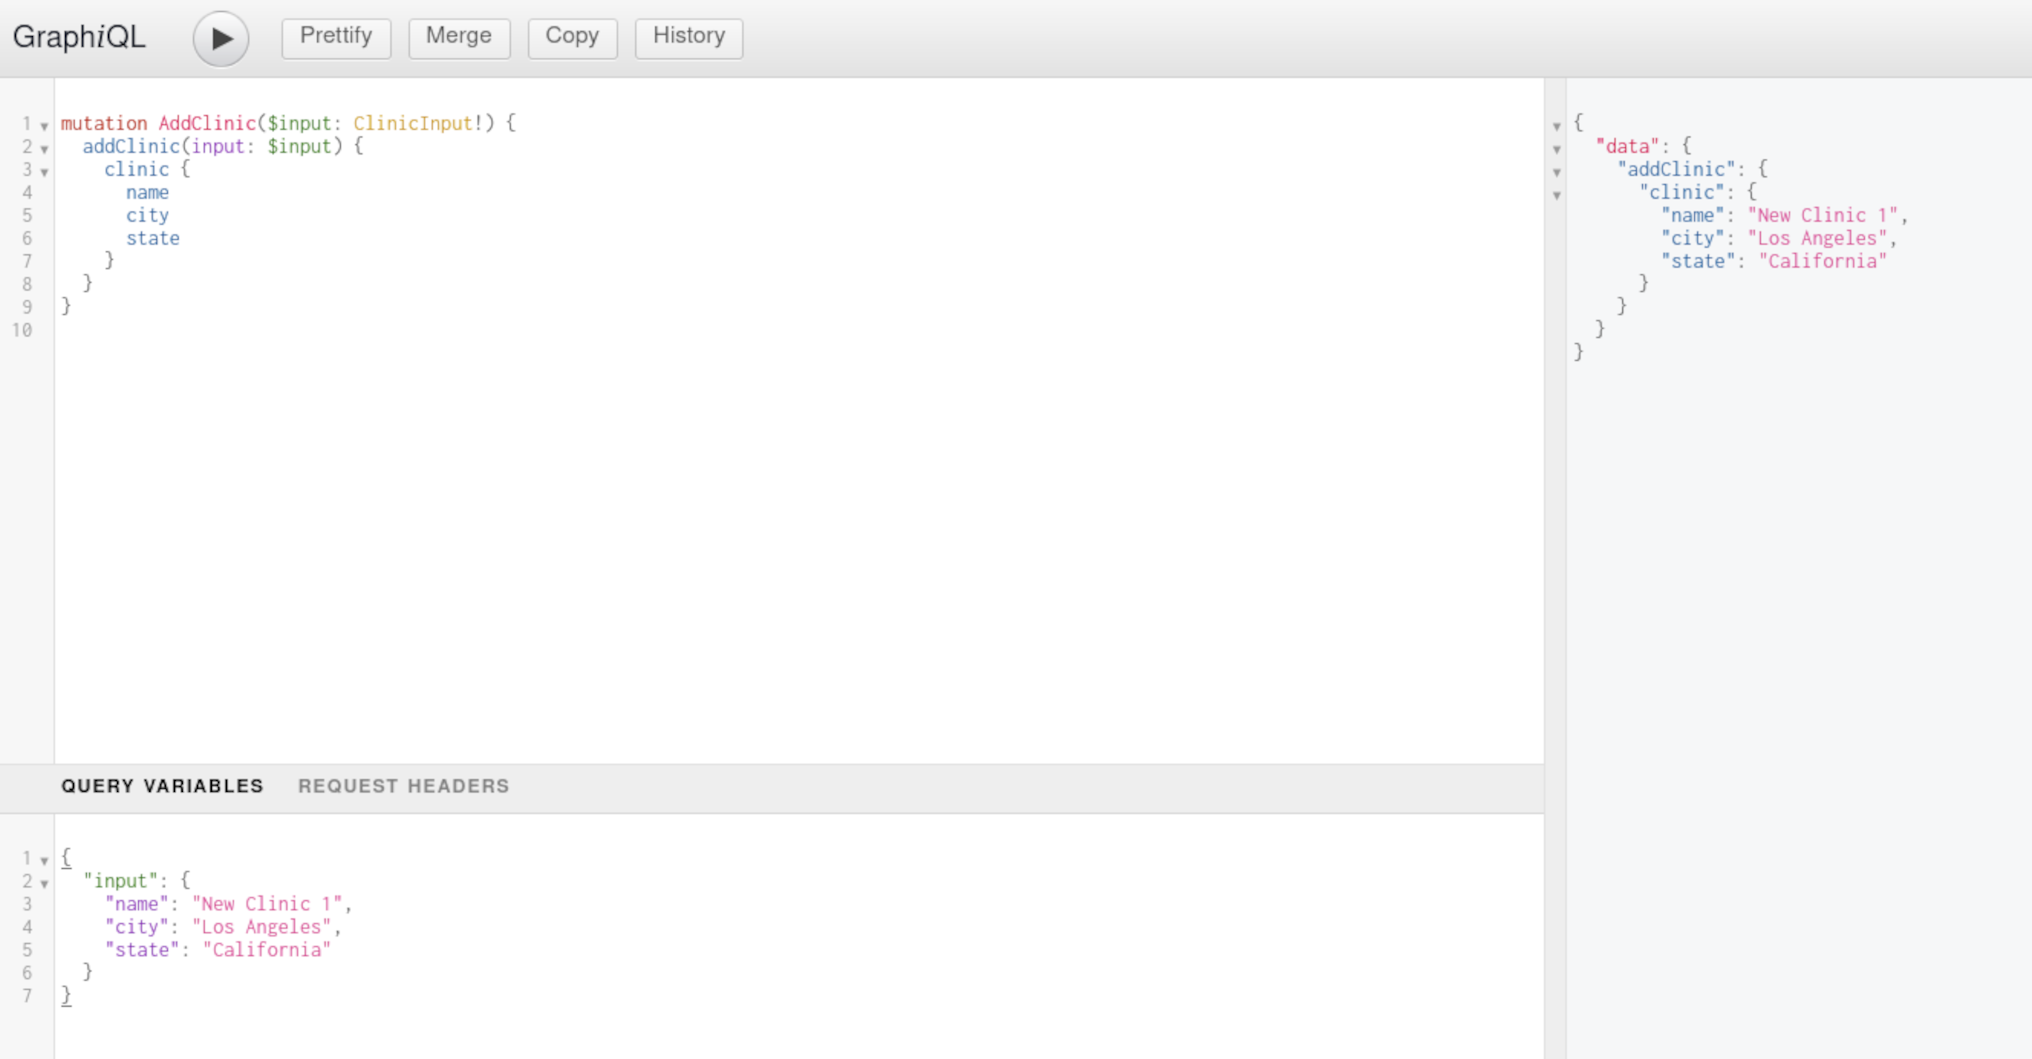 GraphiQL Prettify Merge Copy History
1 mutation AddClinic($input: ClinicInput!) {
2   addClinic(input: $input) {
3     clinic {
4       name
5       city
6       state
7     }
8   }
9 }
10
QUERY VARIABLES REQUEST HEADERS
1 {
2   "input": {
3     "name": "New Clinic 1",
4     "city": "Los Angeles",
5     "state": "California"
6   }
7 }
{
  "data": {
    "addClinic": {
      "clinic": {
        "name": "New Clinic 1",
        "city": "Los Angeles",
        "state": "California"
      }
    }
  }
}